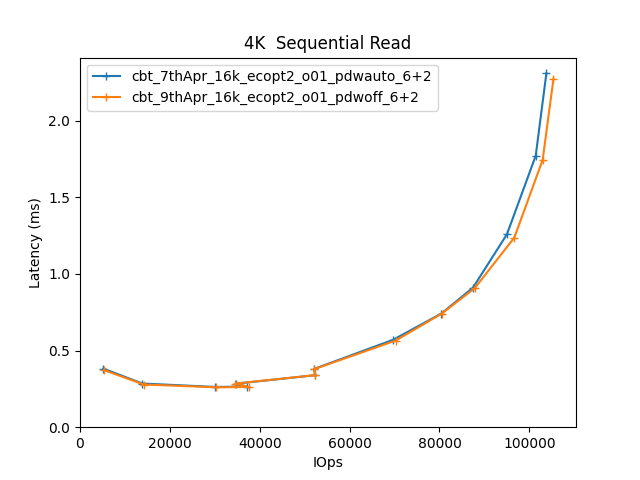 4K  Sequential Read
cbt_7thApr_16k_ecopt2_o01_pdwauto_6+2
cbt_9thApr_16k_ecopt2_o01_pdwoff_6+2
Latency (ms)
2.0
1.5
1.0
0.5
0.0
0 20000 40000 60000 80000 100000
IOps